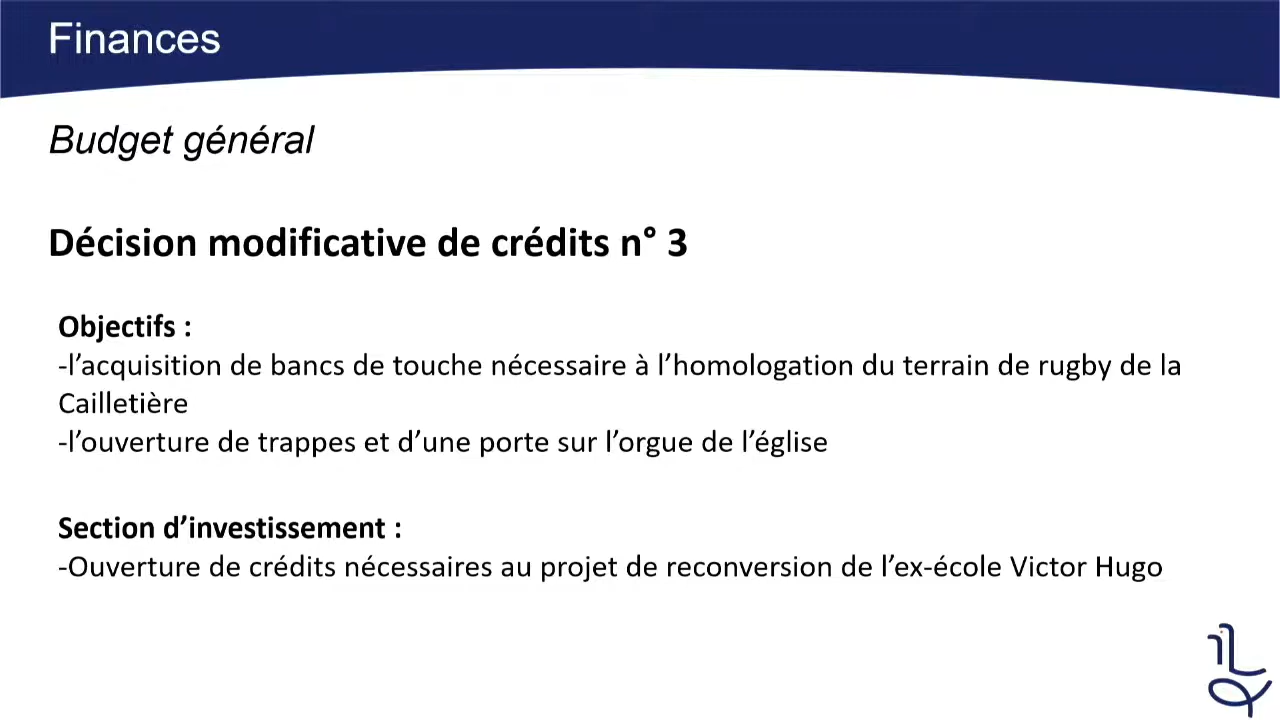 Finances
Budget général
Décision modificative de crédits n° 3
Objectifs :
-l’acquisition de bancs de touche nécessaire à l’homologation du terrain de rugby de la
Cailletière
-l’ouverture de trappes et d’une porte sur l’orgue de l’église
Section d’investissement :
-Ouverture de crédits nécessaires au projet de reconversion de l’ex-école Victor Hugo